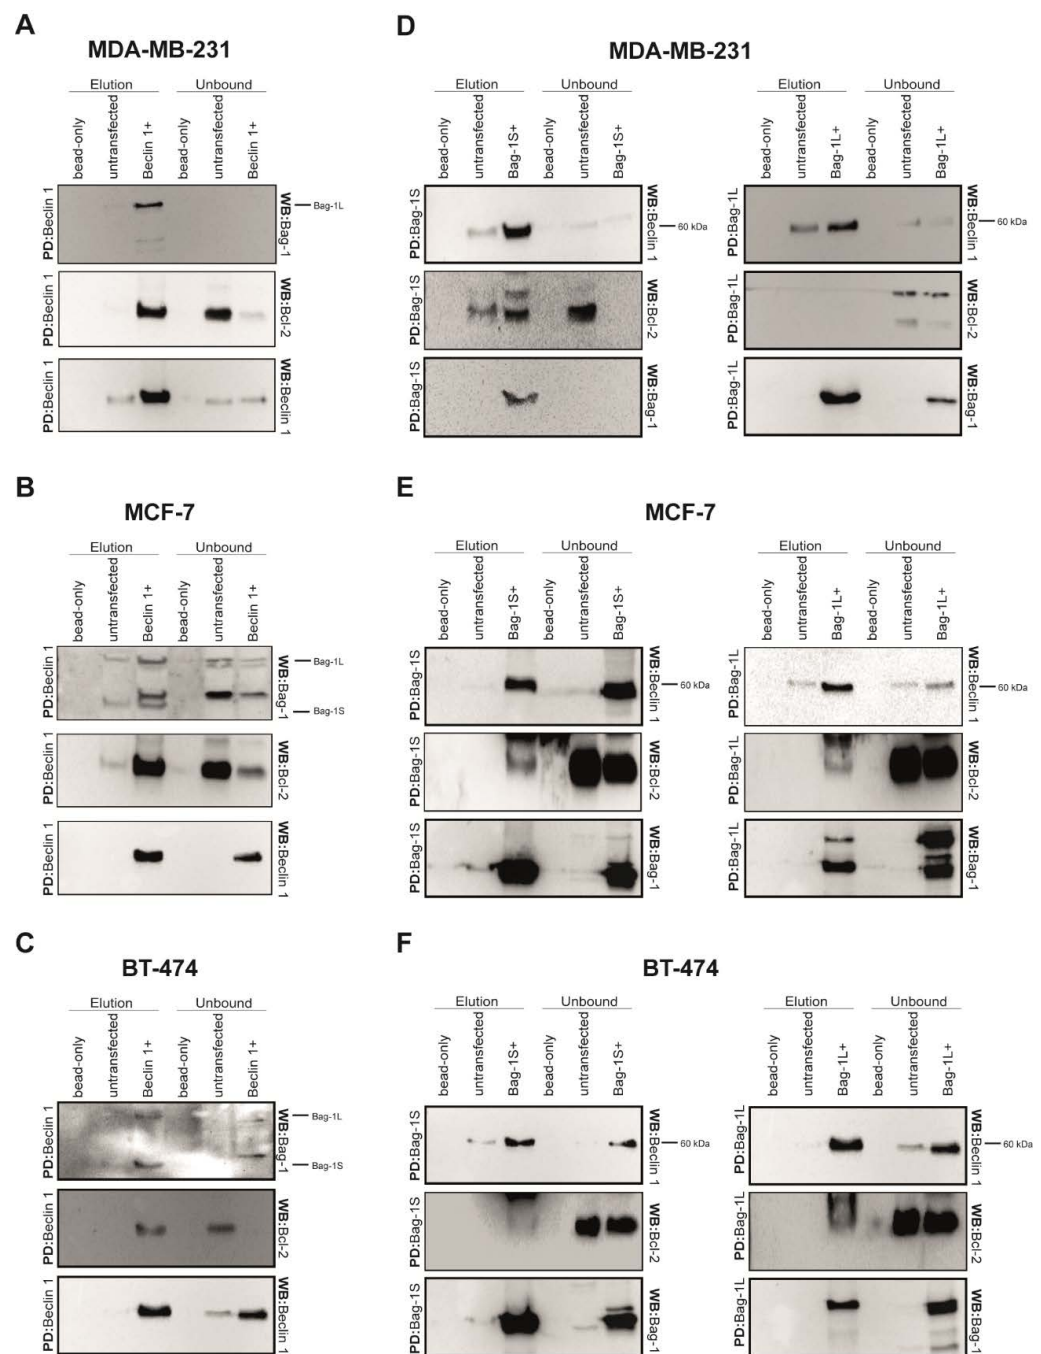 A
MDA-MB-231
Elution Unbound
bead-only untransfected Beclin 1+ bead-only untransfected Beclin 1+
PD:Beclin 1 WB:Bag-1 Bag-1L
PD:Beclin 1 WB:Bcl-2
PD:Beclin 1 WB:Beclin 1
B
MCF-7
Elution Unbound
bead-only untransfected Beclin 1+ bead-only untransfected Beclin 1+
PD:Beclin 1 WB:Bag-1 Bag-1L
Bag-1S
PD:Beclin 1 WB:Bcl-2
PD:Beclin 1 WB:Beclin 1
C
BT-474
Elution Unbound
bead-only untransfected Beclin 1+ bead-only untransfected Beclin 1+
PD:Beclin 1 WB:Bag-1 Bag-1L
Bag-1S
PD:Beclin 1 WB:Bcl-2
PD:Beclin 1 WB:Beclin 1
D
MDA-MB-231
Elution Unbound
bead-only untransfected Bag-1S+ bead-only untransfected Bag-1S+
PD:Bag-1S WB:Beclin 1 60 kDa
PD:Bag-1S WB:Bcl-2
PD:Bag-1S WB:Bag-1
Elution Unbound
bead-only untransfected Bag-1L+ bead-only untransfected Bag-1L+
PD:Bag-1L WB:Beclin 1 60 kDa
PD:Bag-1L WB:Bcl-2
PD:Bag-1L WB:Bag-1
E
MCF-7
Elution Unbound
bead-only untransfected Bag-1S+ bead-only untransfected Bag-1S+
PD:Bag-1S WB:Beclin 1 60 kDa
PD:Bag-1S WB:Bcl-2
PD:Bag-1S WB:Bag-1
Elution Unbound
bead-only untransfected Bag-1L+ bead-only untransfected Bag-1L+
PD:Bag-1L WB:Beclin 1 60 kDa
PD:Bag-1L WB:Bcl-2
PD:Bag-1L WB:Bag-1
F
BT-474
Elution Unbound
bead-only untransfected Bag-1S+ bead-only untransfected Bag-1S+
PD:Bag-1S WB:Beclin 1 60 kDa
PD:Bag-1S WB:Bcl-2
PD:Bag-1S WB:Bag-1
Elution Unbound
bead-only untransfected Bag-1L+ bead-only untransfected Bag-1L+
PD:Bag-1L WB:Beclin 1 60 kDa
PD:Bag-1L WB:Bcl-2
PD:Bag-1L WB:Bag-1